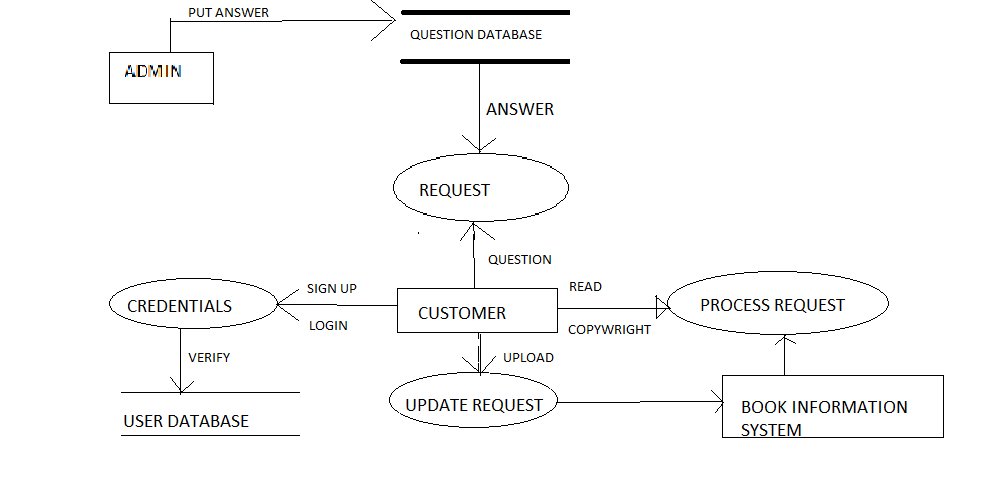 PUT ANSWER
QUESTION DATABASE
ADMIN
ANSWER
REQUEST
QUESTION
SIGN UP
READ
CREDENTIALS
CUSTOMER
PROCESS REQUEST
LOGIN
COPYWRIGHT
VERIFY
UPLOAD
UPDATE REQUEST
BOOK INFORMATION
SYSTEM
USER DATABASE